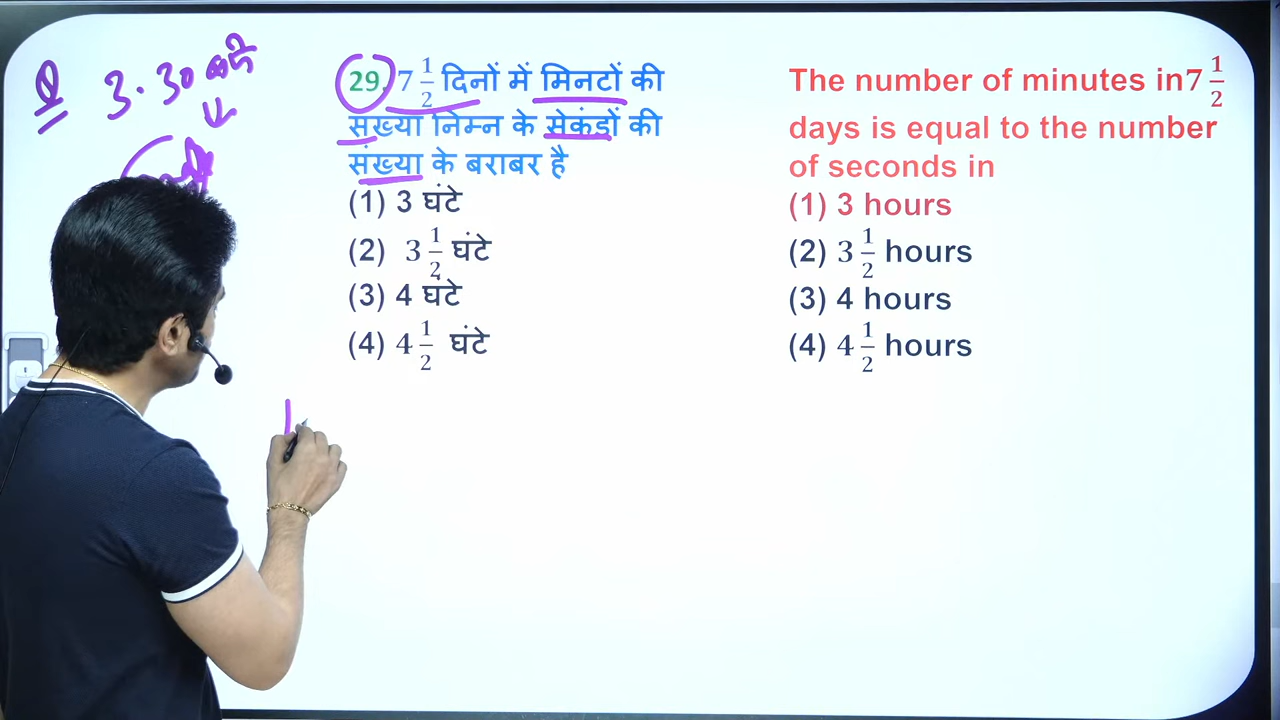 Q 3.30 बजे
29. 7 1/2 दिनों में मिनटों की
संख्या निम्न के सेकंडों की
संख्या के बराबर है
(1) 3 घंटे
(2) 3 1/2 घंटे
(3) 4 घंटे
(4) 4 1/2 घंटे
The number of minutes in7 1/2
days is equal to the number
of seconds in
(1) 3 hours
(2) 3 1/2 hours
(3) 4 hours
(4) 4 1/2 hours